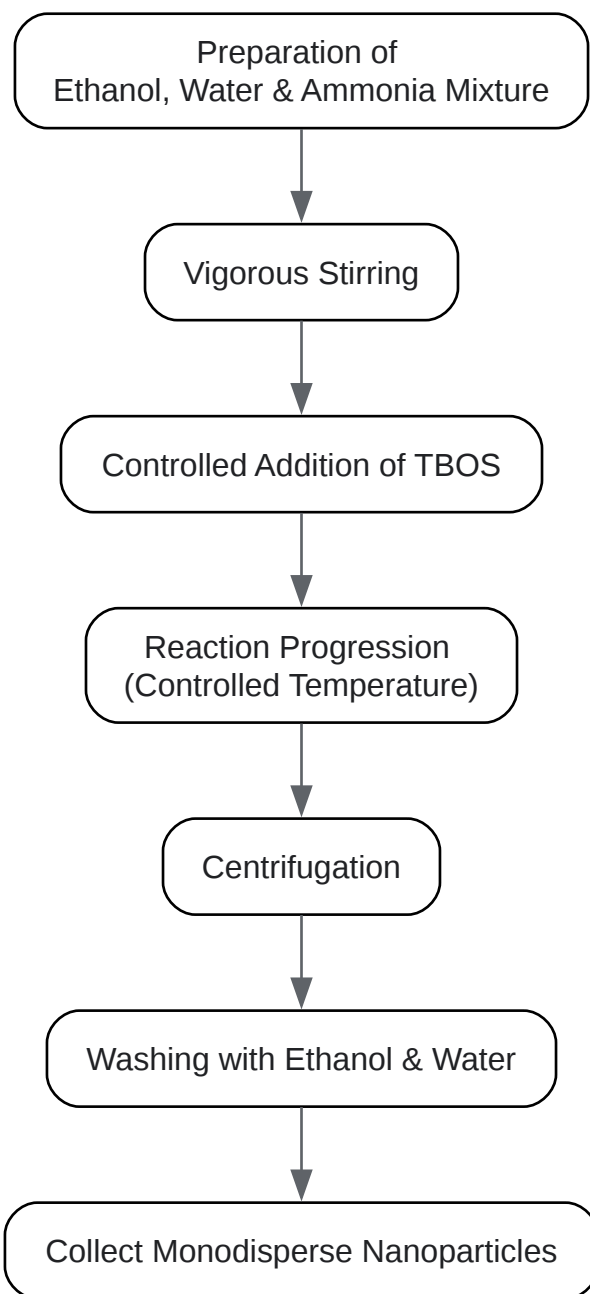 Preparation of
Ethanol, Water & Ammonia Mixture
Vigorous Stirring
Controlled Addition of TBOS
Reaction Progression
(Controlled Temperature)
Centrifugation
Washing with Ethanol & Water
Collect Monodisperse Nanoparticles